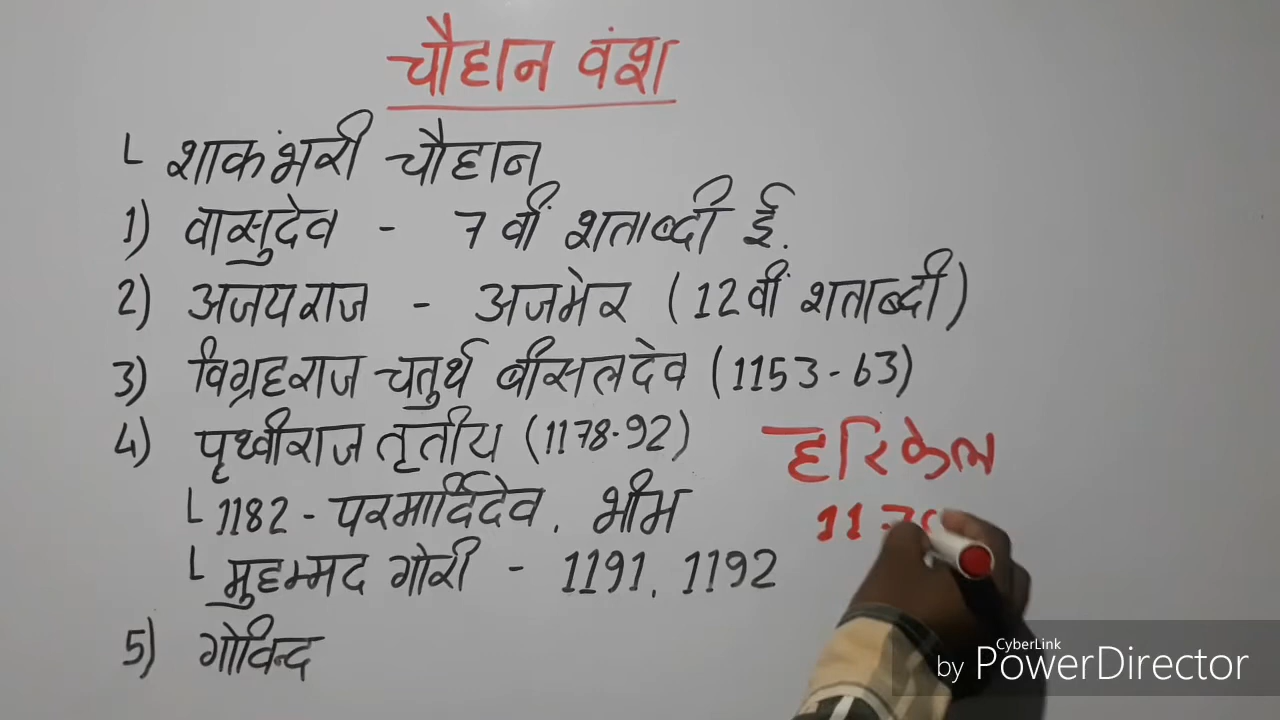 चौहान वंश
└ शाकंभरी चौहान
1) वासुदेव - 7 वीं शताब्दी ई.
2) अजयराज - अजमेर (12वीं शताब्दी)
3) विग्रहराज चतुर्थ बीसलदेव (1153-63)
4) पृथ्वीराज तृतीय (1178-92)
└ 1182 - परमार्दिदेव, भीम
└ मुहम्मद गोरी - 1191, 1192
5) गोविन्द
हरिकेल
CyberLink
by PowerDirector